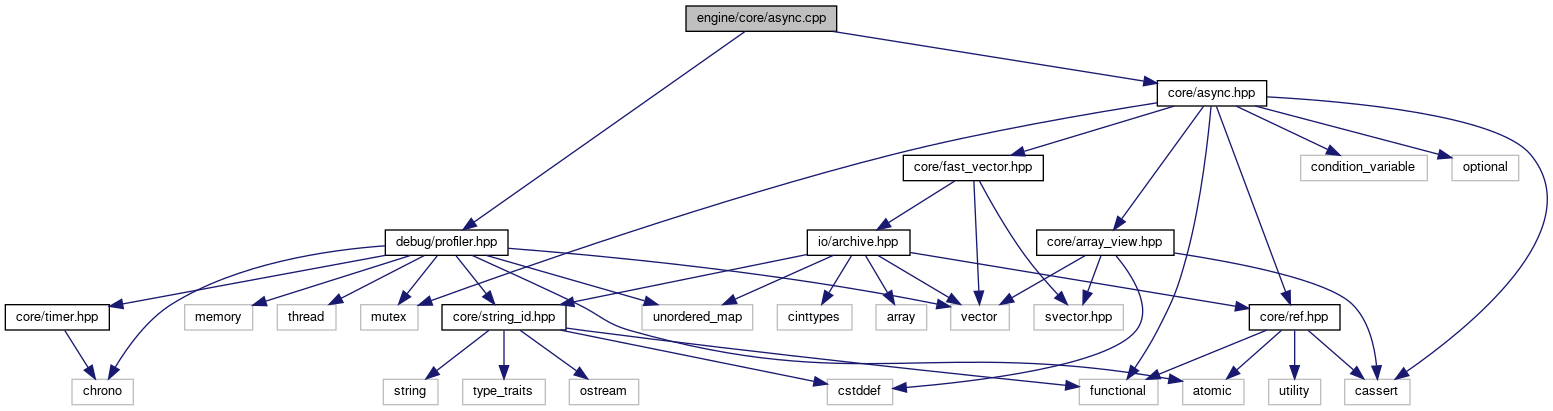 engine/core/async.cpp
core/async.hpp
core/fast_vector.hpp
condition_variable
optional
debug/profiler.hpp
io/archive.hpp
core/array_view.hpp
core/timer.hpp
memory
thread
mutex
core/string_id.hpp
unordered_map
cinttypes
array
vector
svector.hpp
core/ref.hpp
chrono
string
type_traits
ostream
cstddef
functional
atomic
utility
cassert